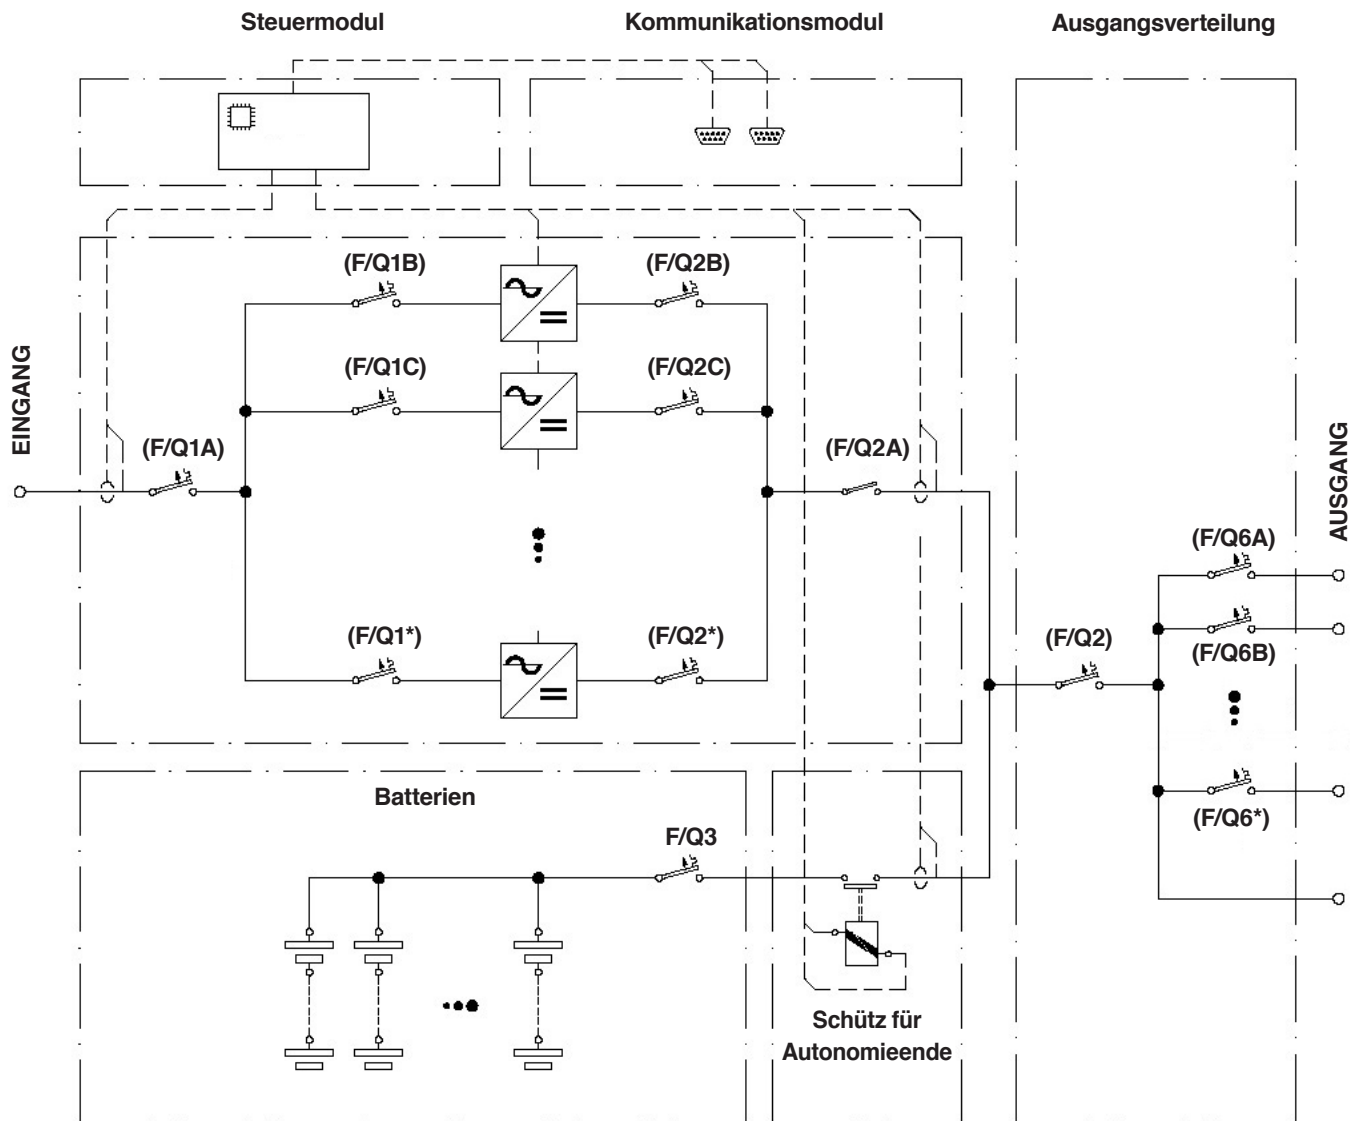 Steuermodul
Kommunikationsmodul
Ausgangsverteilung
(F/Q1B)
(F/Q2B)
(F/Q1C)
(F/Q2C)
EINGANG
(F/Q1A)
(F/Q2A)
AUSGANG
(F/Q6A)
(F/Q1*)
(F/Q2*)
(F/Q2)
(F/Q6B)
Batterien
(F/Q6*)
F/Q3
Schütz für
Autonomieende